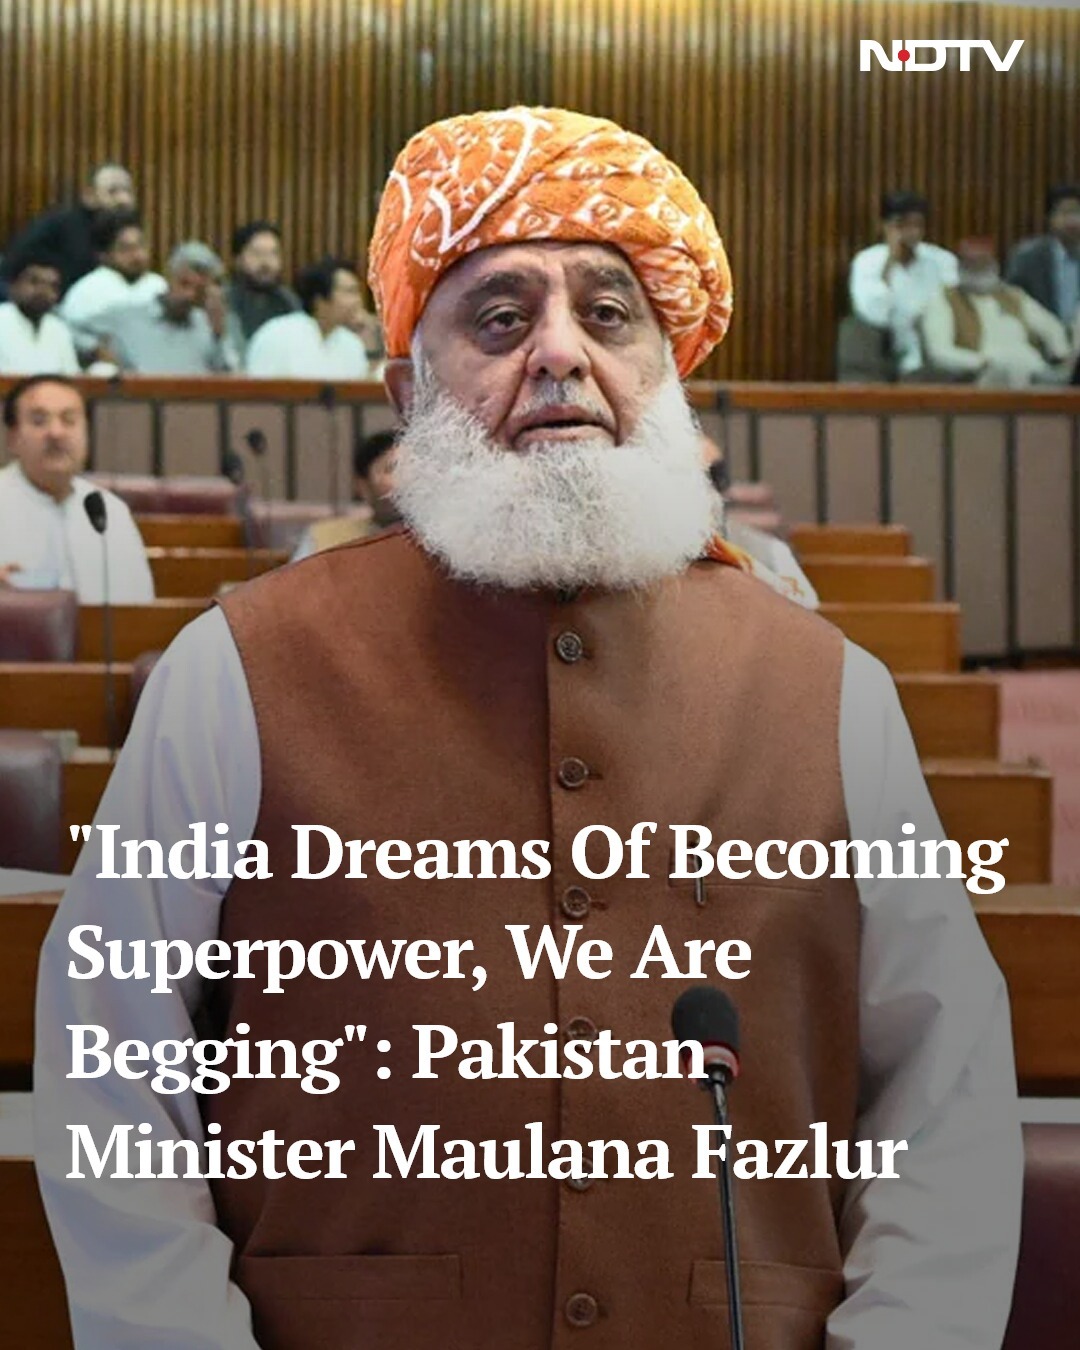 NDTV
"India Dreams Of Becoming
Superpower, We Are
Begging": Pakistan
Minister Maulana Fazlur